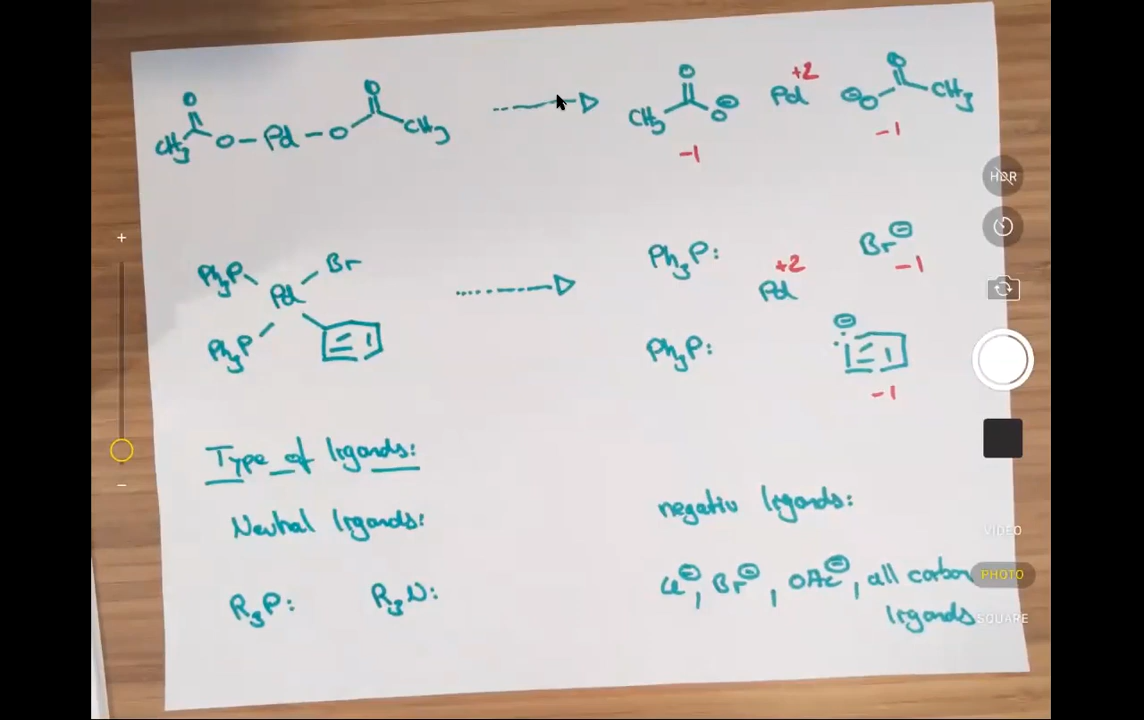 CH₃ O O – Pd – O O CH₃
CH₃ O O⊖ Pd +2 ⊖O O CH₃
-1 -1
Ph₃P Pd Br
Ph₃P
Ph₃P: Pd +2 Br⊖ -1
Ph₃P: ⊖ : -1
Type of ligands:
Neutral ligands:
R₃P: R₃N:
negativ ligands:
Cl⊖, Br⊖, OAc⊖, all carbon
ligands
HDR
+
−
VIDEO
PHOTO
SQUARE